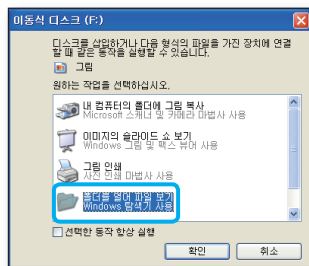 이동식 디스크 (F:)
디스크를 삽입하거나 다음 형식의 파일을 가진 장치에 연결
할 때 같은 동작을 실행할 수 있습니다.
그림
원하는 작업을 선택하십시오.
내 컴퓨터의 폴더에 그림 복사
Microsoft 스캐너 및 카메라 마법사 사용
이미지의 슬라이드 쇼 보기
Windows 그림 및 팩스 뷰어 사용
그림 인쇄
사진 인쇄 마법사 사용
폴더를 열어 파일 보기
Windows 탐색기 사용
선택한 동작 항상 실행
확인
취소